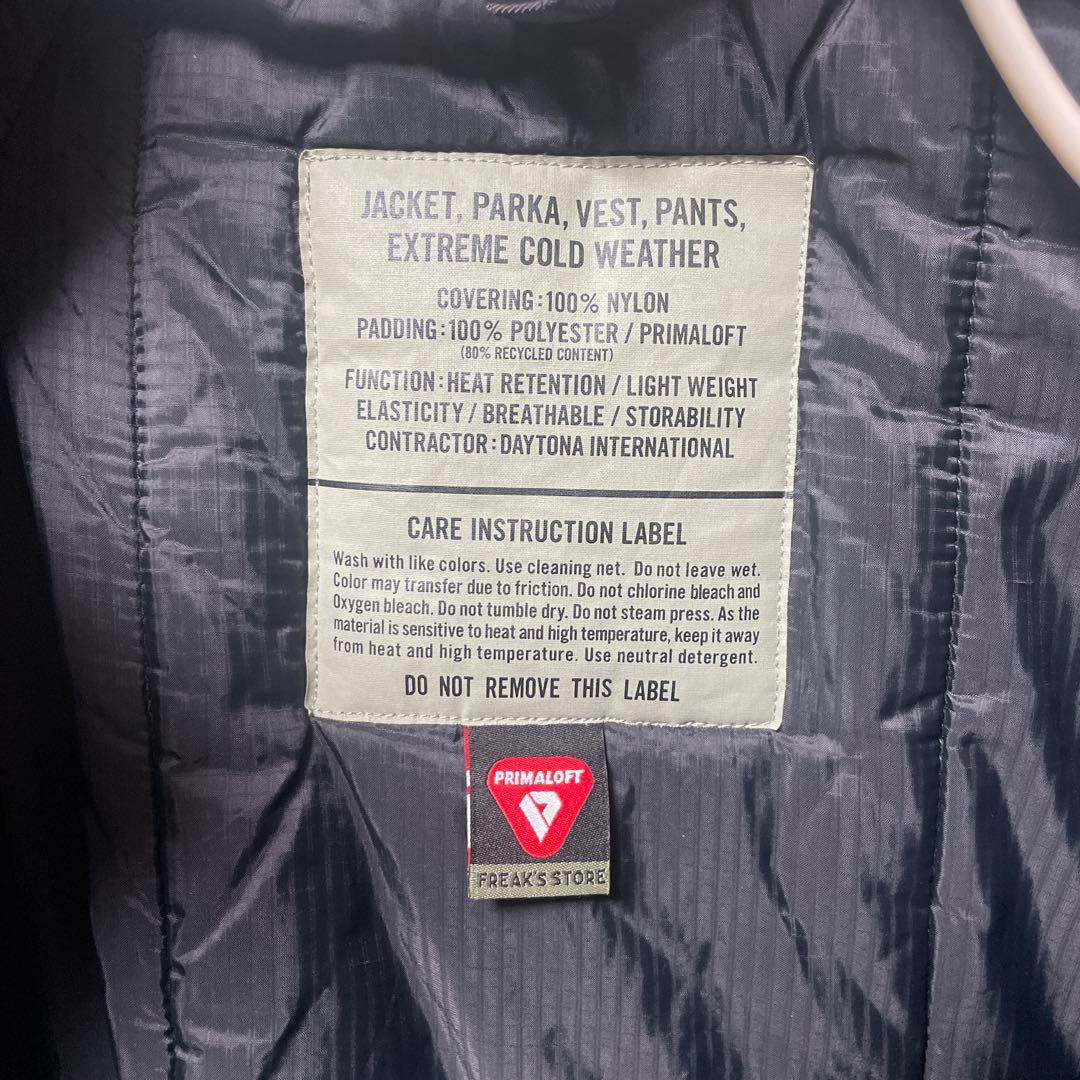 JACKET, PARKA, VEST, PANTS,
EXTREME COLD WEATHER
COVERING:100% NYLON
PADDING:100% POLYESTER / PRIMALOFT
(80% RECYCLED CONTENT)
FUNCTION:HEAT RETENTION / LIGHT WEIGHT
ELASTICITY / BREATHABLE / STORABILITY
CONTRACTOR:DAYTONA INTERNATIONAL
CARE INSTRUCTION LABEL
Wash with like colors. Use cleaning net. Do not leave wet.
Color may transfer due to friction. Do not chlorine bleach and
Oxygen bleach. Do not tumble dry. Do not steam press. As the
material is sensitive to heat and high temperature, keep it away
from heat and high temperature. Use neutral detergent.
DO NOT REMOVE THIS LABEL
PRIMALOFT
FREAK'S STORE